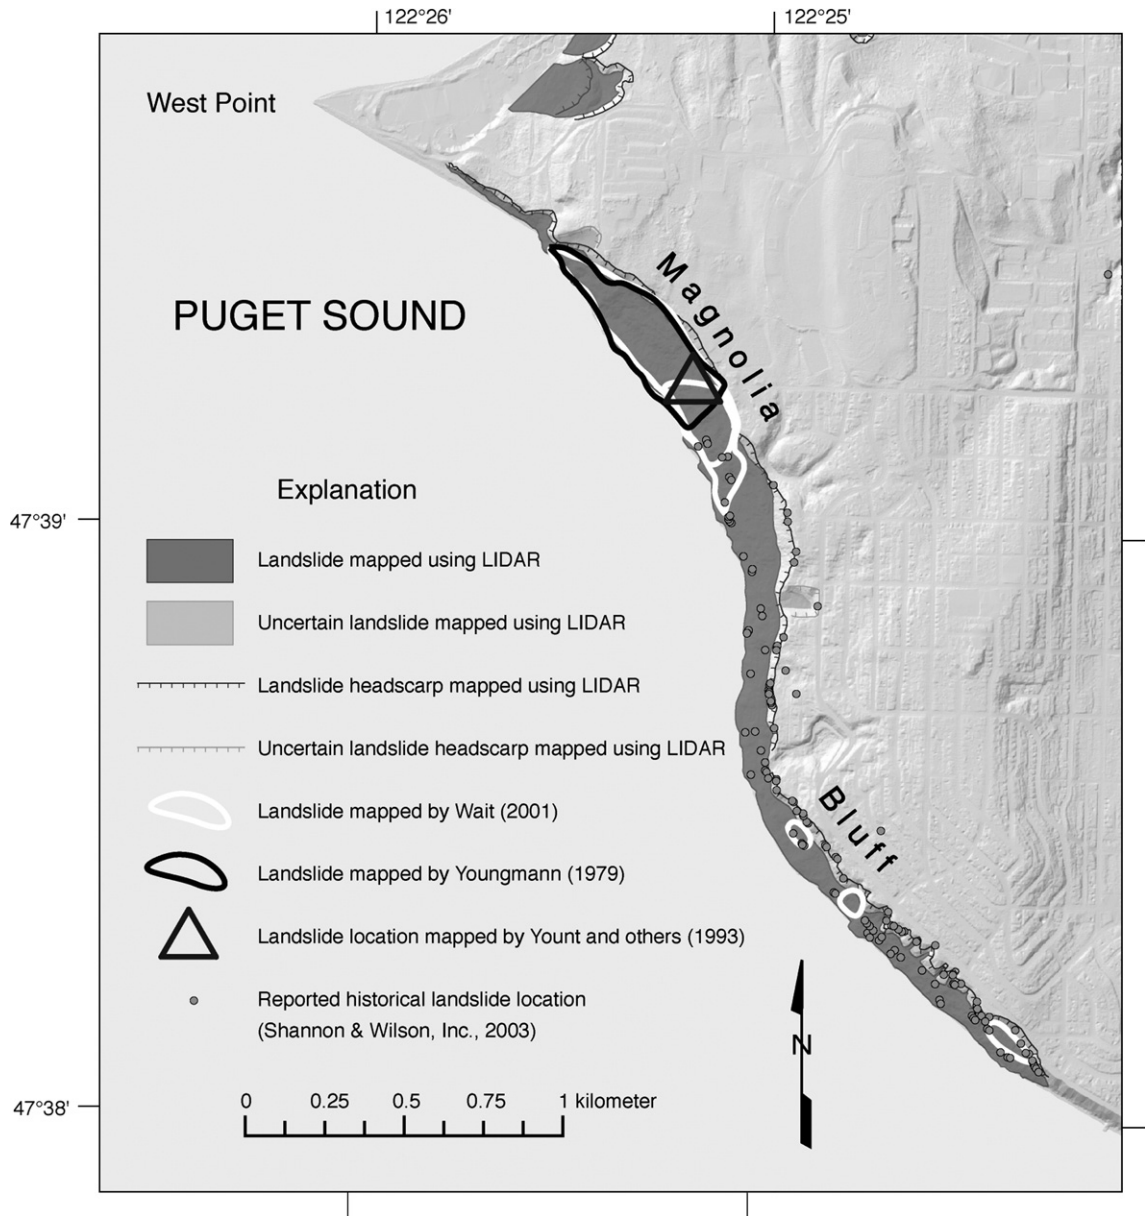 122°26'
122°25'
West Point
Magnolia
PUGET SOUND
Explanation
47°39'
Landslide mapped using LIDAR
Uncertain landslide mapped using LIDAR
Landslide headscarp mapped using LIDAR
Uncertain landslide headscarp mapped using LIDAR
Bluff
Landslide mapped by Wait (2001)
Landslide mapped by Youngmann (1979)
Landslide location mapped by Yount and others (1993)
Reported historical landslide location
(Shannon & Wilson, Inc., 2003)
N
0 0.25 0.5 0.75 1 kilometer
47°38'